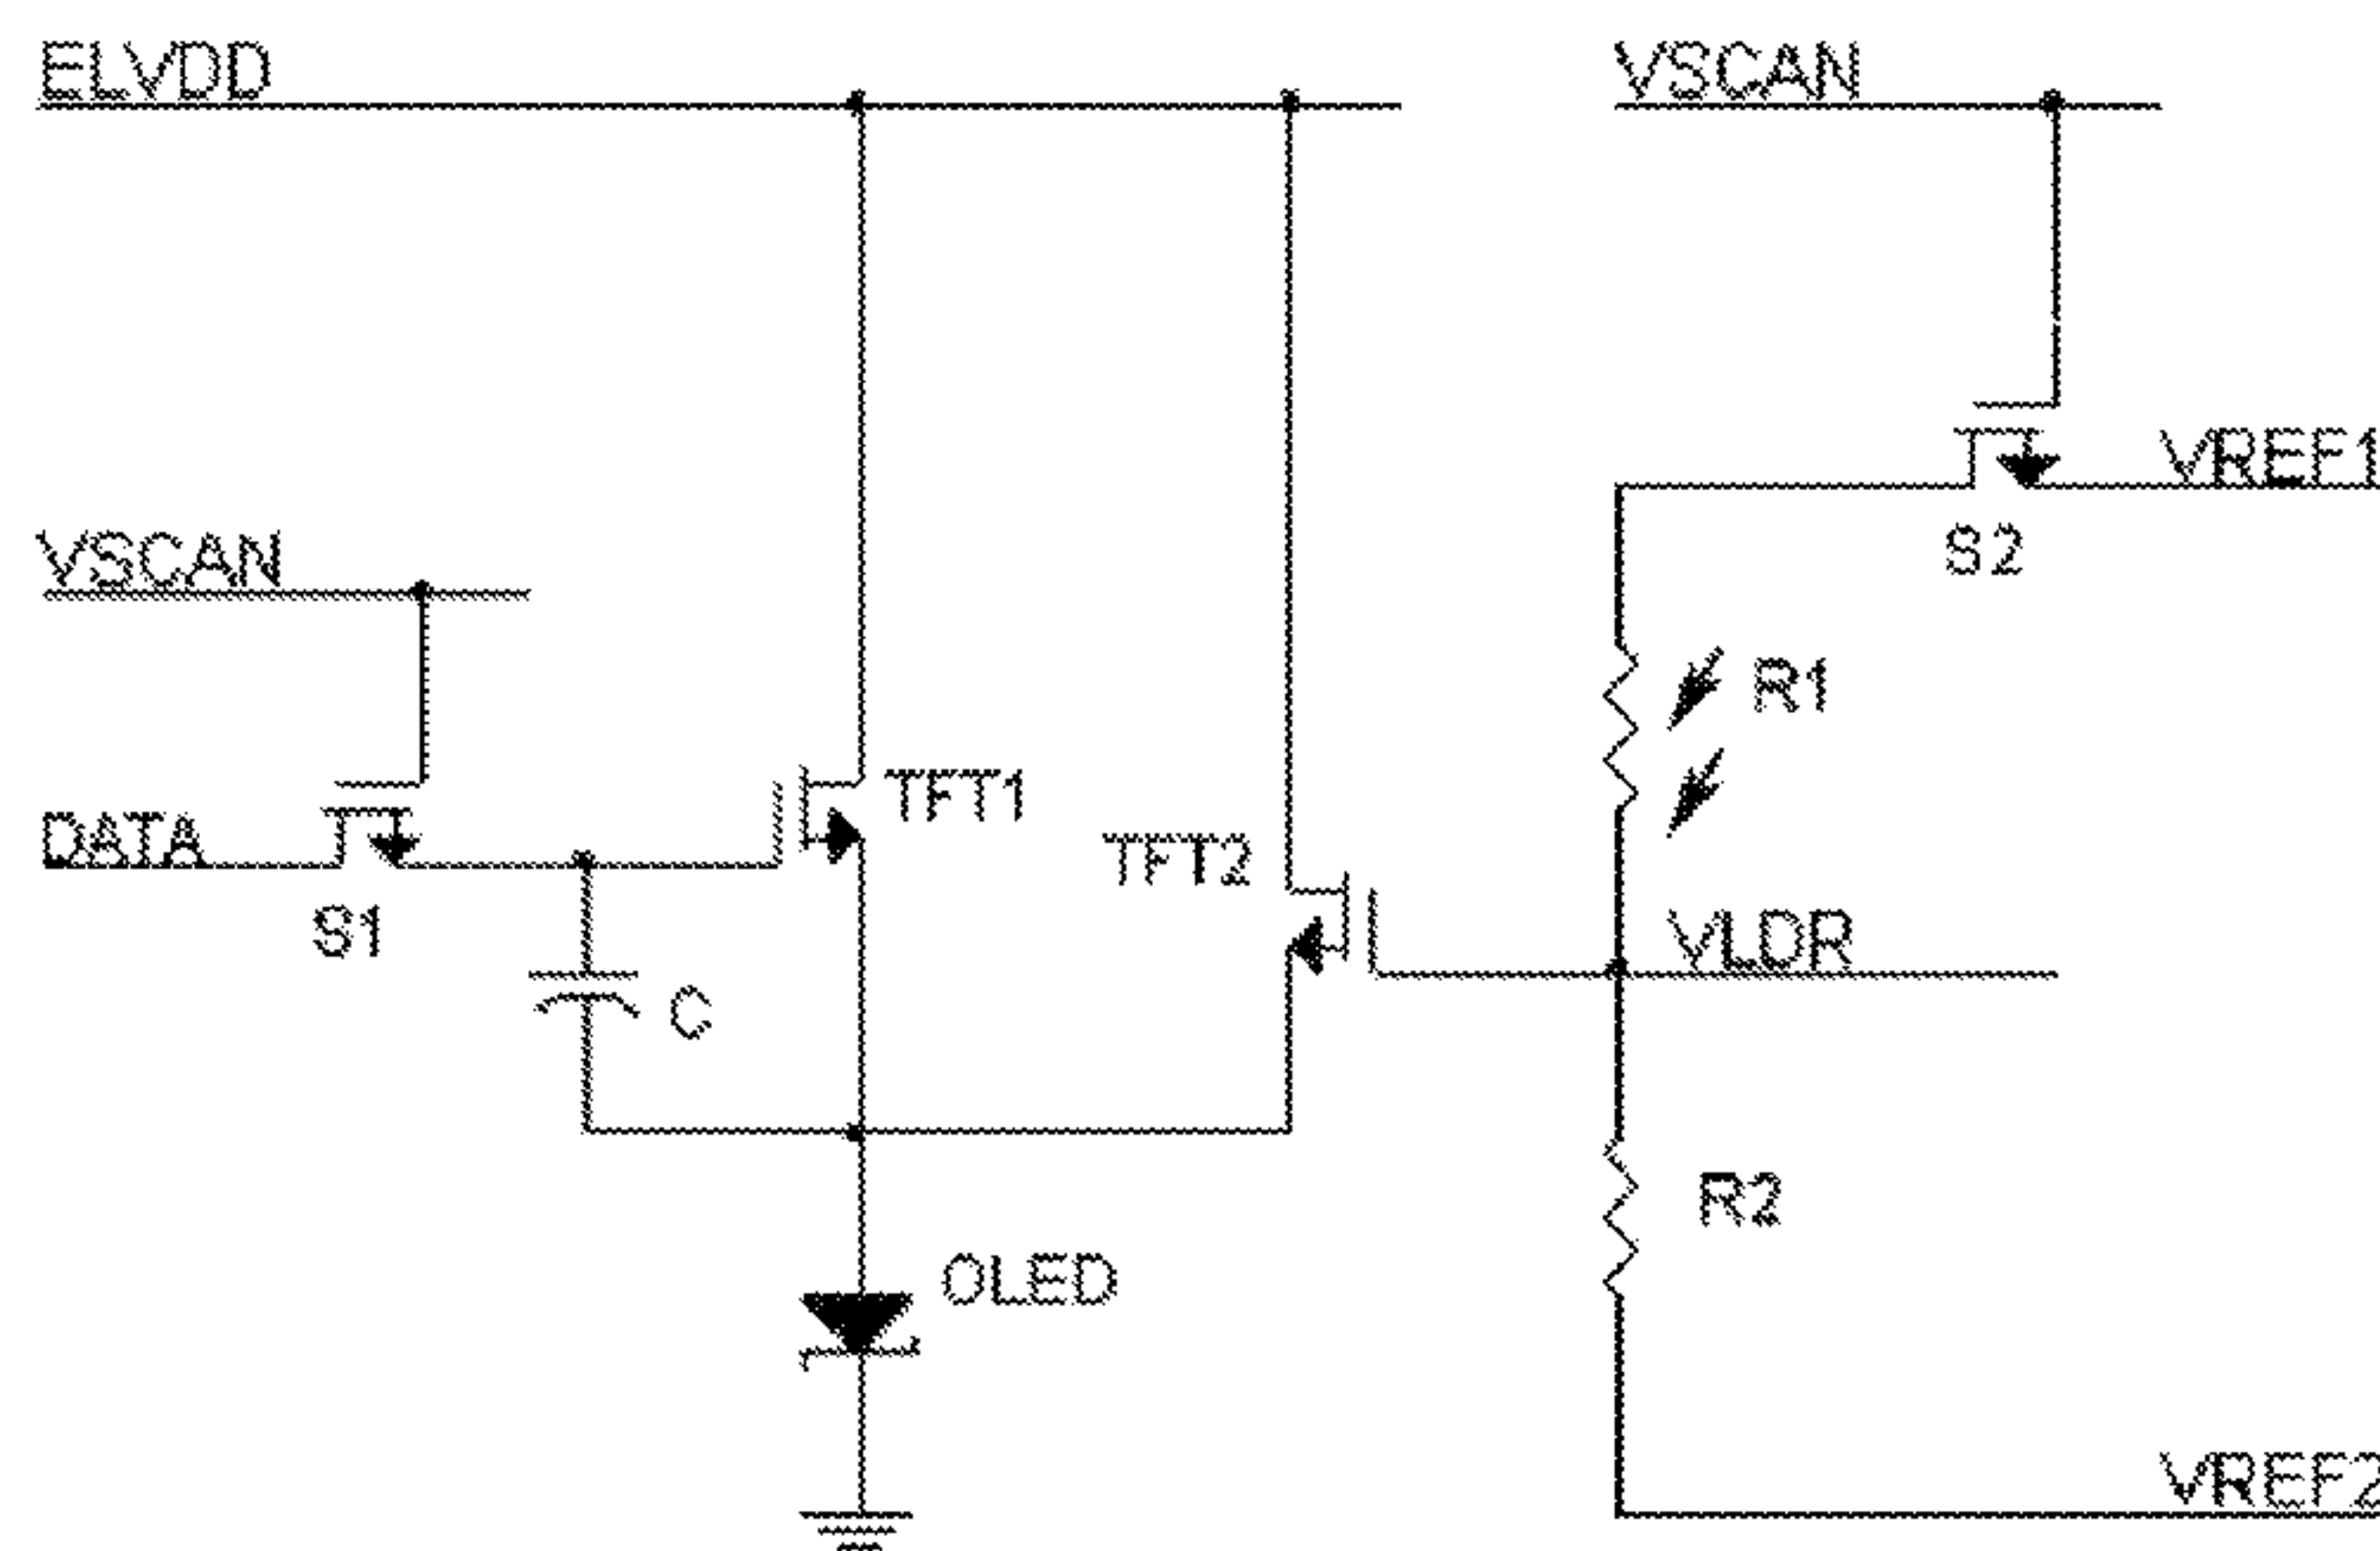 ELVDD
VSCAN
VREF1
S2
VSCAN
R1
TFT1
DATA
TFT2
S1
VLDR
C
R2
OLED
VREF2